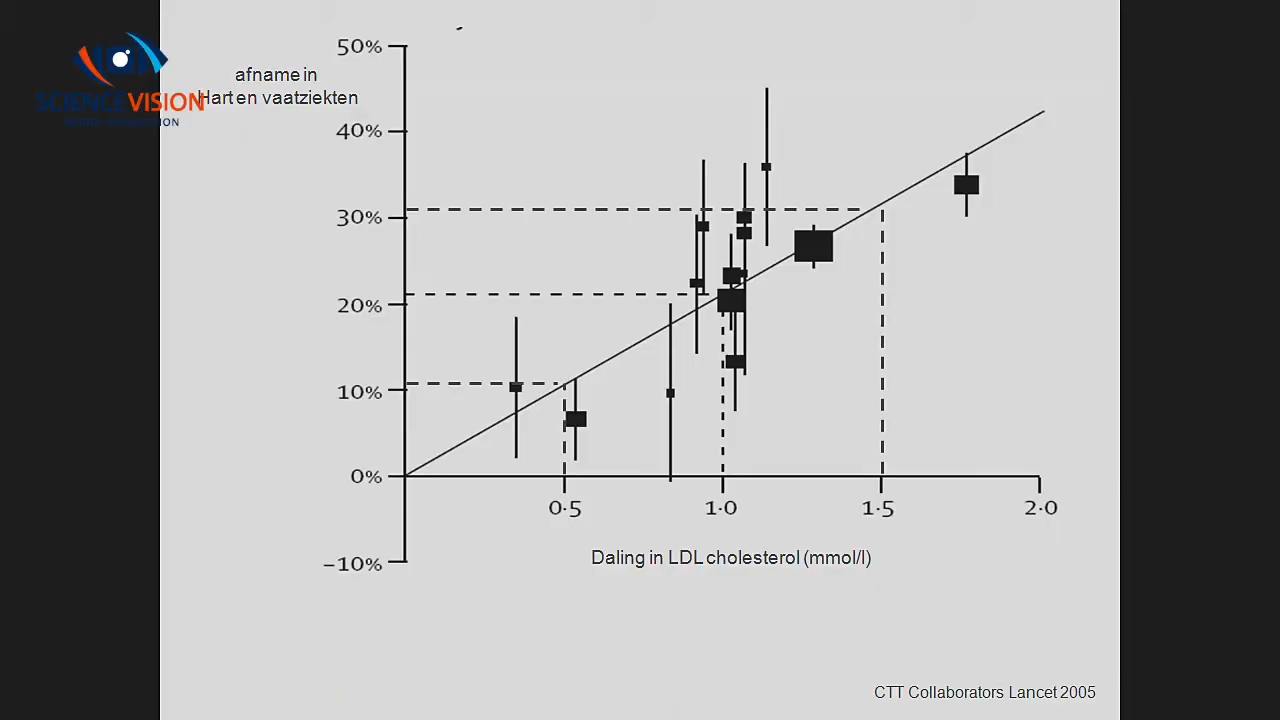 50%
afname in
Hart en vaatziekten
SCIENCEVISION
40%
30%
20%
10%
0%
0·5
1·0
1·5
2·0
−10%
Daling in LDL cholesterol (mmol/l)
CTT Collaborators Lancet 2005